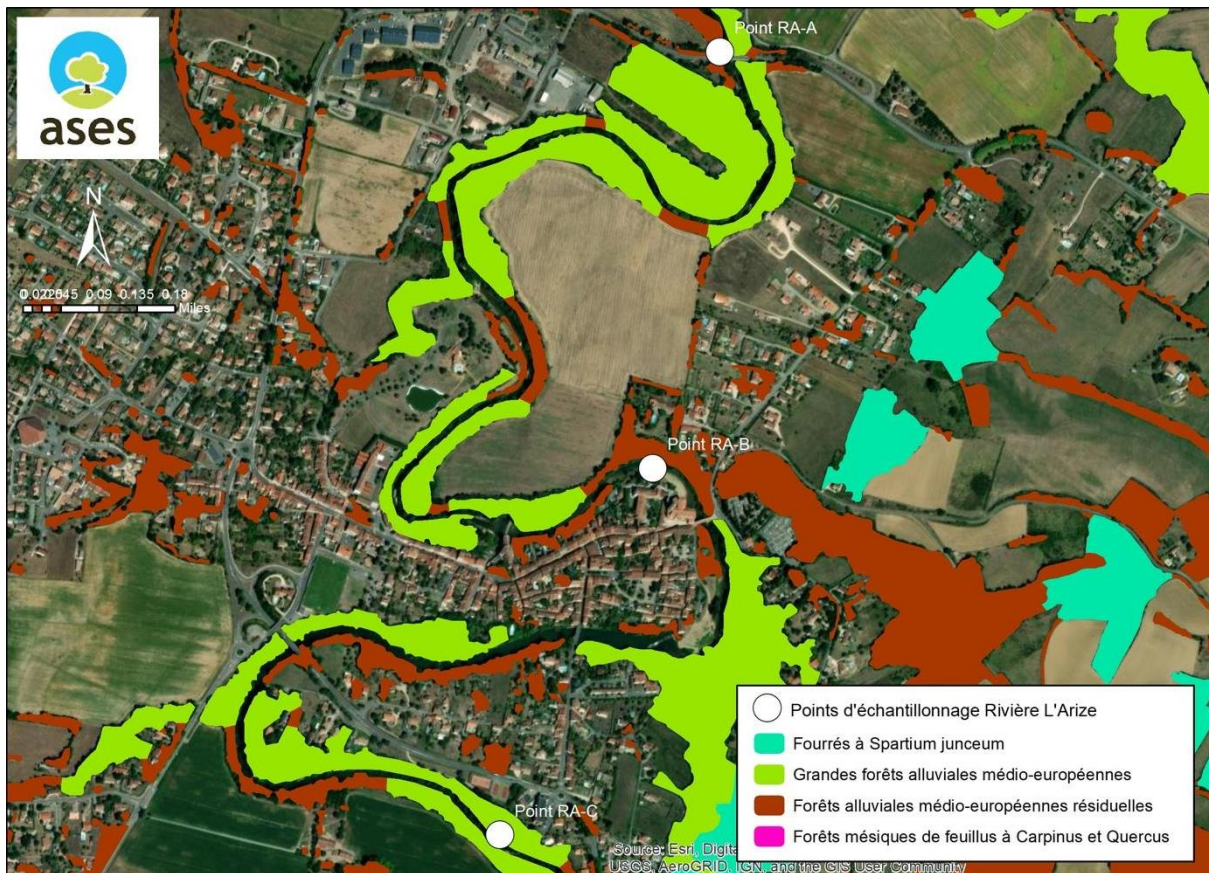 Point RA-A
ases
N
0.09 0.135 0.18
Miles
Point RA-B
Point RA-C
Points d'échantillonnage Rivière L'Arize
Fourrés à Spartium junceum
Grandes forêts alluviales médio-européennes
Forêts alluviales médio-européennes résiduelles
Forêts mésiques de feuillus à Carpinus et Quercus
Source: Esri,
USGS, AeroGRID, IGN, and the GIS User Community